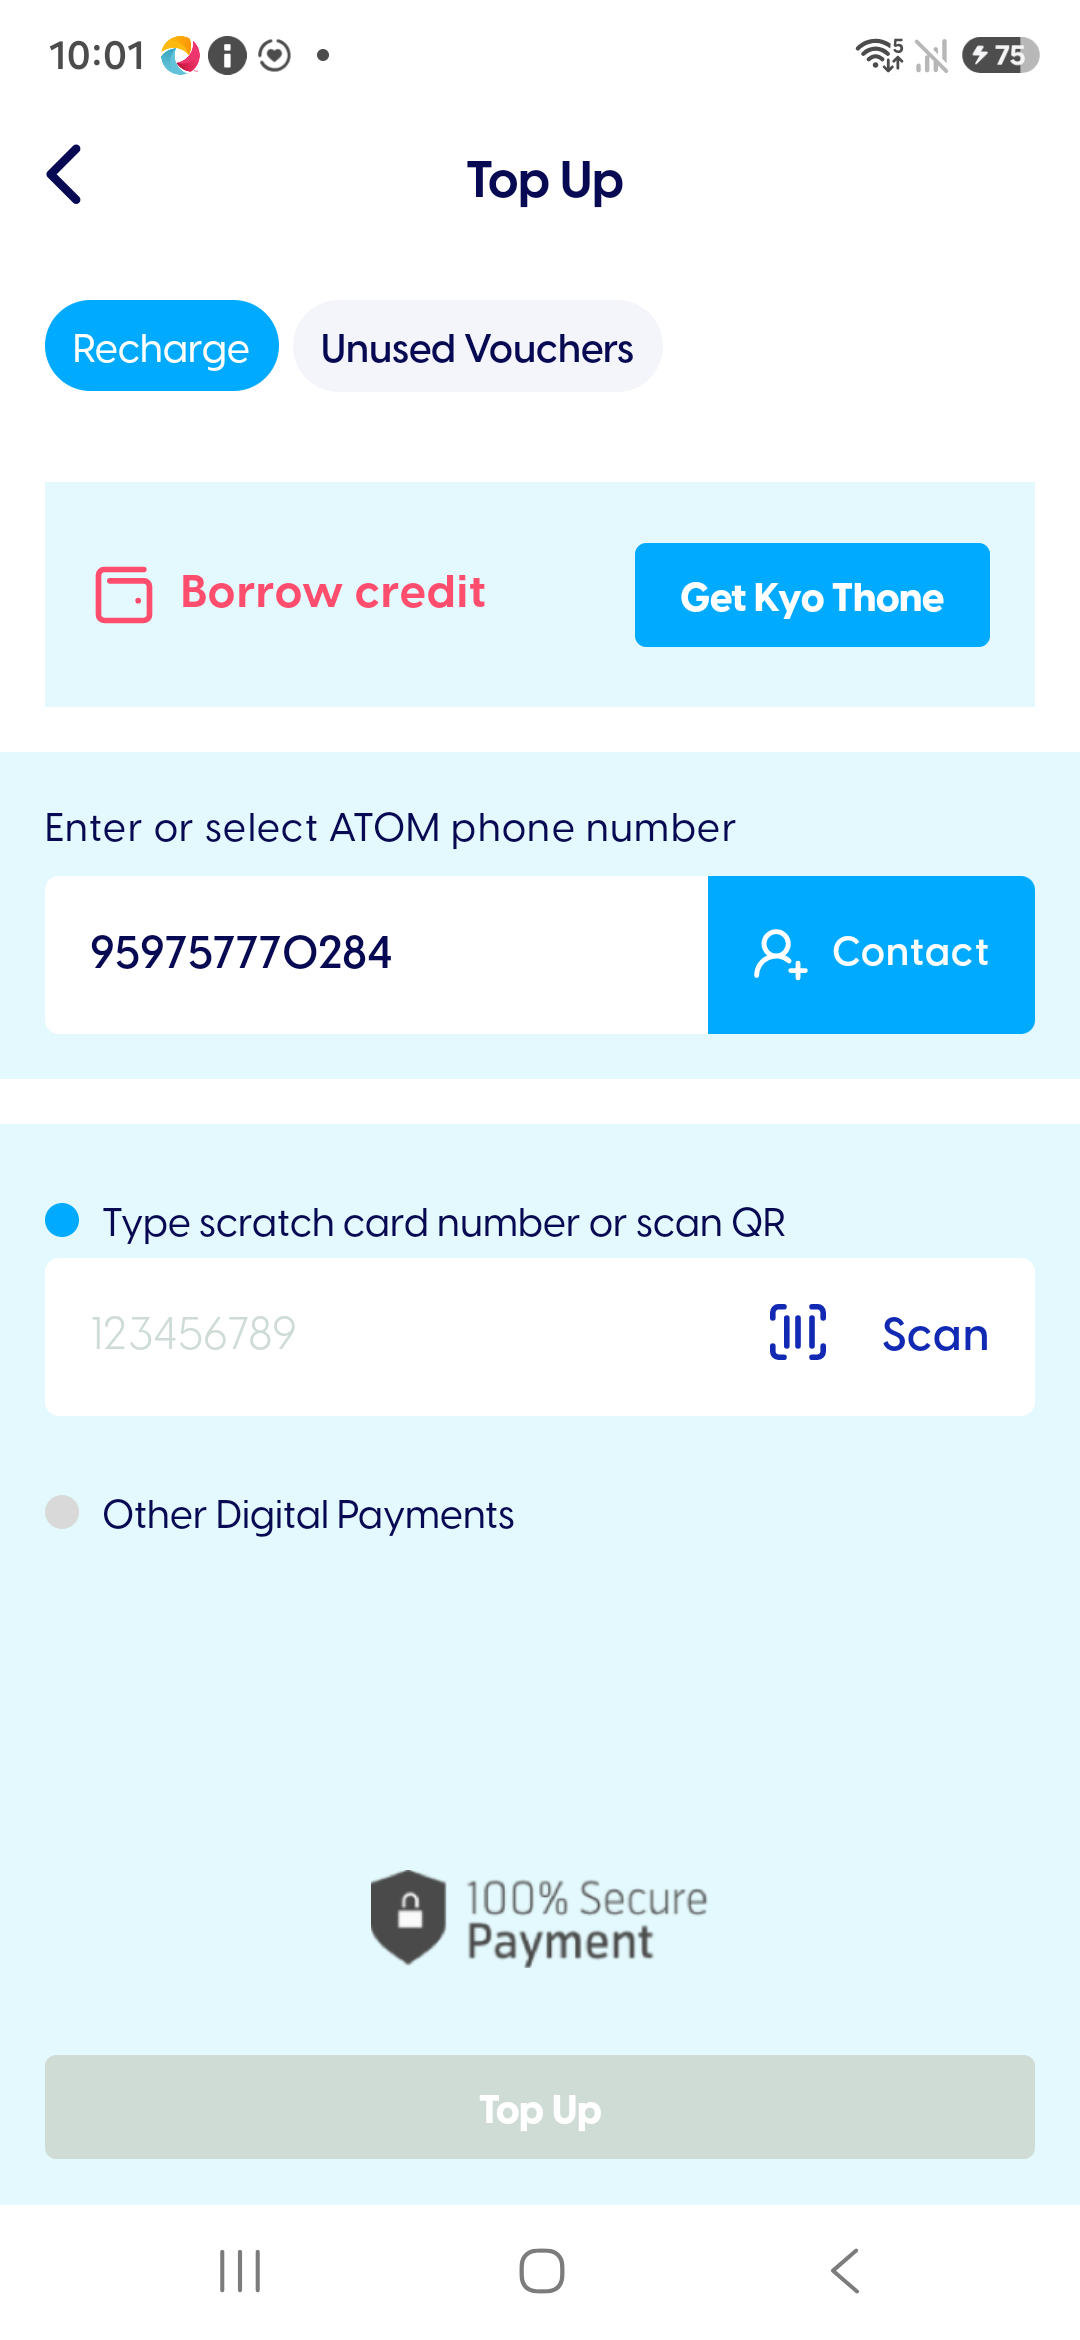 10:01
5
75
Top Up
Recharge
Unused Vouchers
Borrow credit
Get Kyo Thone
Enter or select ATOM phone number
959757770284
Contact
Type scratch card number or scan QR
123456789
Scan
Other Digital Payments
100% Secure
Payment
Top Up